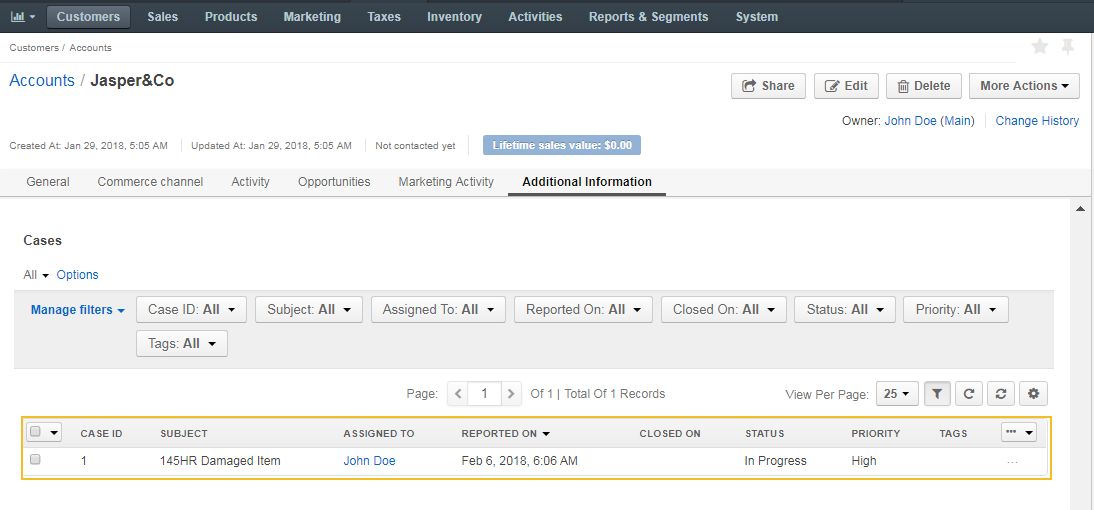 Customers Sales Products Marketing Taxes Inventory Activities Reports & Segments System
Customers / Accounts
Accounts / Jasper&Co
Share Edit Delete More Actions
Owner: John Doe (Main) Change History
Created At: Jan 29, 2018, 5:05 AM Updated At: Jan 29, 2018, 5:05 AM Not contacted yet Lifetime sales value: $0.00
General Commerce channel Activity Opportunities Marketing Activity Additional Information
Cases
All Options
Manage filters Case ID: All Subject: All Assigned To: All Reported On: All Closed On: All Status: All Priority: All
Tags: All
Page: 1 Of 1 | Total Of 1 Records View Per Page: 25
CASE ID SUBJECT ASSIGNED TO REPORTED ON CLOSED ON STATUS PRIORITY TAGS
1 145HR Damaged Item John Doe Feb 6, 2018, 6:06 AM In Progress High